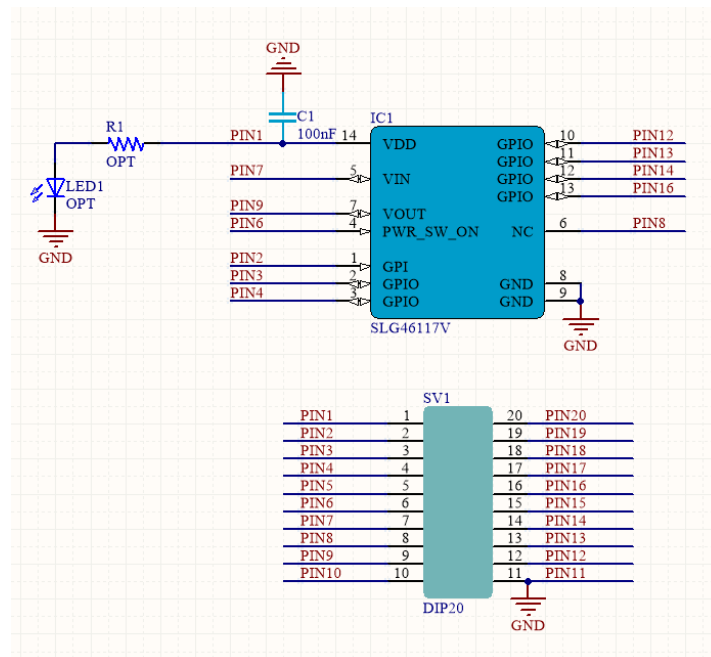 GND
C1
100nF
R1
OPT
LED1
OPT
GND
IC1
PIN1 14 VDD GPIO 10 PIN12
GPIO 11 PIN13
PIN7 5 VIN GPIO 12 PIN14
GPIO 13 PIN16
PIN9 7 VOUT
PIN6 4 PWR_SW_ON NC 6 PIN8
PIN2 1 GPI
PIN3 2 GPIO GND 8
PIN4 3 GPIO GND 9
SLG46117V
GND
SV1
PIN1 1 20 PIN20
PIN2 2 19 PIN19
PIN3 3 18 PIN18
PIN4 4 17 PIN17
PIN5 5 16 PIN16
PIN6 6 15 PIN15
PIN7 7 14 PIN14
PIN8 8 13 PIN13
PIN9 9 12 PIN12
PIN10 10 11 PIN11
DIP20
GND